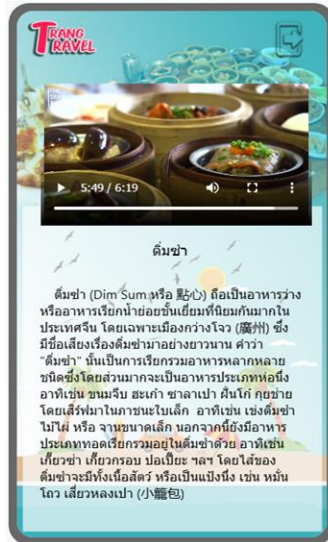 TRANG
TRAVEL
5:49 / 6:19
ติ่มซำ
ติ่มซำ (Dim Sum หรือ 點心) ถือเป็นอาหารว่าง
หรืออาหารเรียกน้ำย่อยชั้นเยี่ยมที่นิยมกันมากใน
ประเทศจีน โดยเฉพาะเมืองกว่างโจว (廣州) ซึ่ง
มีชื่อเสียงเรื่องติ่มซำมาอย่างยาวนาน คำว่า
"ติ่มซำ" นั้นเป็นการเรียกรวมอาหารหลากหลาย
ชนิดซึ่งโดยส่วนมากจะเป็นอาหารประเภทห่อนึ่ง
อาทิเช่น ขนมจีบ ฮะเก๋า ซาลาเปา ฝั่นโก๋ กุยช่าย
โดยเสิร์ฟมาในภาชนะใบเล็ก อาทิเช่น เข่งติ่มซำ
ไม้ไผ่ หรือ จานขนาดเล็ก นอกจากนี้ยังมีอาหาร
ประเภททอดเรียกรวมอยู่ในติ่มซำด้วย อาทิเช่น
เกี๊ยวซ่า เกี๊ยวกรอบ ปอเปี๊ยะ ฯลฯ โดยไส้ของ
ติ่มซำจะมีทั้งเนื้อสัตว์ หรือเป็นแป้งนึ่ง เช่น หมั่น
โถว เสี่ยวหลงเปา (小籠包)